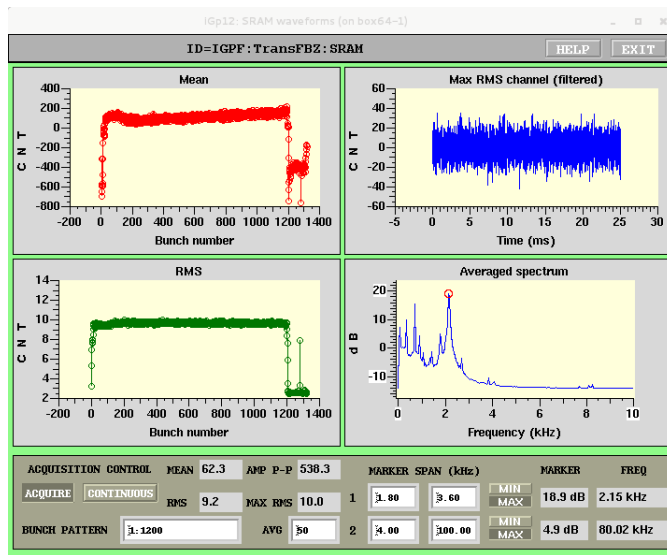 iGp12: SRAM waveforms (on box64-1)
ID=IGPF:TransFBZ:SRAM
HELP
EXIT
Mean
400
200
0
-200
-400
-600
-800
C N T
-200 0 200 400 600 800 1000 1200 1400
Bunch number
Max RMS channel (filtered)
60
40
20
0
-20
-40
-60
C N T
-5 0 5 10 15 20 25 30
Time (ms)
RMS
14
12
10
8
6
4
2
C N T
-200 0 200 400 600 800 1000 1200 1400
Bunch number
Averaged spectrum
20
10
0
-10
d B
0 2 4 6 8 10
Frequency (kHz)
ACQUISITION CONTROL MEAN 62.3 AMP P-P 538.3
ACQUIRE CONTINUOUS RMS 9.2 MAX RMS 10.0
BUNCH PATTERN 1:1200 AVG 50
MARKER SPAN (kHz) MARKER FREQ
1 1.80 3.60 MIN MAX 18.9 dB 2.15 kHz
2 4.00 100.00 MIN MAX 4.9 dB 80.02 kHz